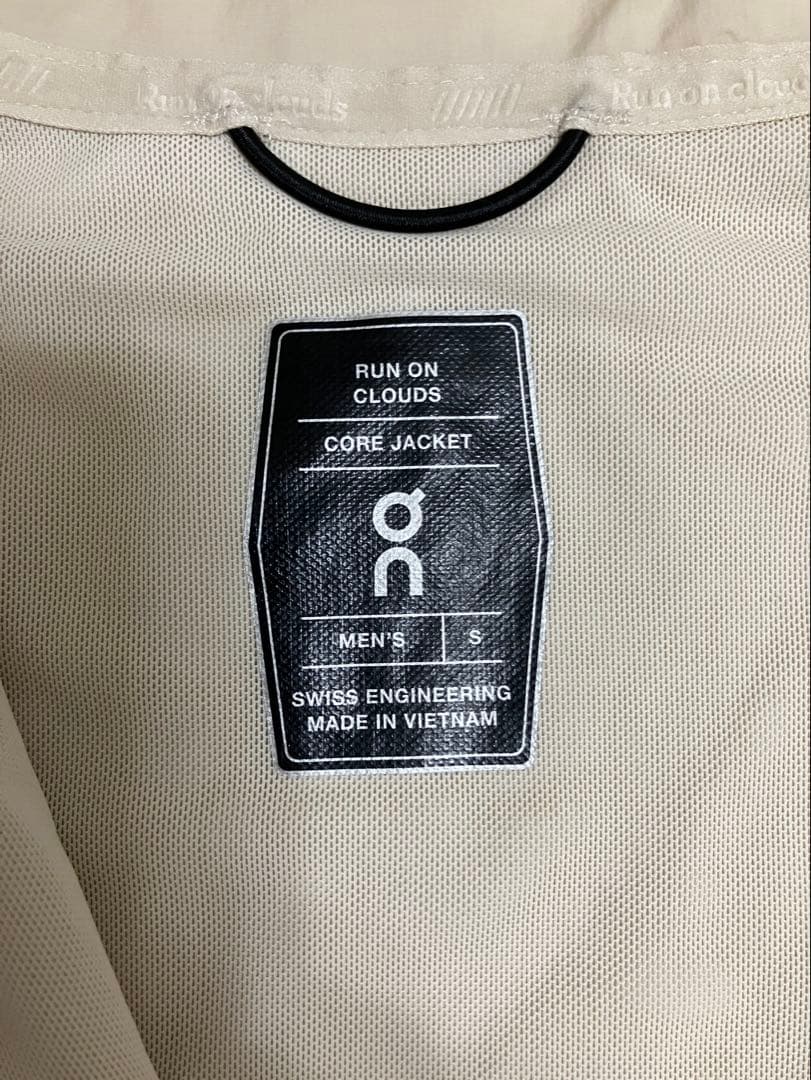 Run on clouds Run on clou
RUN ON
CLOUDS
CORE JACKET
MEN'S S
SWISS ENGINEERING
MADE IN VIETNAM